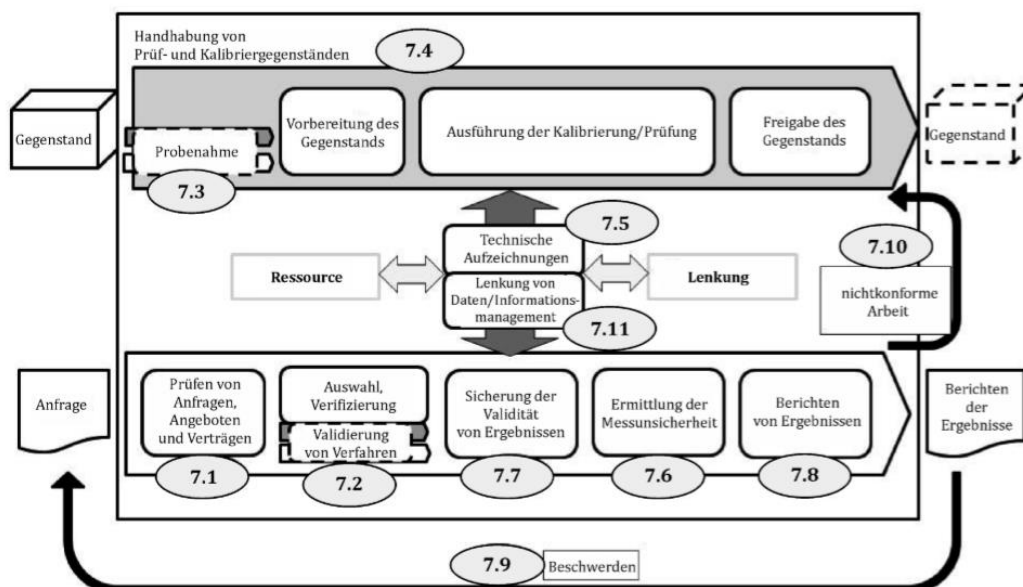 Handhabung von
Prüf- und Kalibriergegenständen
7.4
Gegenstand
Probenahme
7.3
Vorbereitung des
Gegenstands
Ausführung der Kalibrierung/Prüfung
Freigabe des
Gegenstands
Gegenstand
7.5
Technische
Aufzeichnungen
Ressource
Lenkung
Lenkung von
Daten/Informations-
management
7.11
7.10
nichtkonforme
Arbeit
Anfrage
Prüfen von
Anfragen,
Angeboten
und Verträgen
7.1
Auswahl,
Verifizierung
Validierung
von Verfahren
7.2
Sicherung der
Validität
von Ergebnissen
7.7
Ermittlung der
Messunsicherheit
7.6
Berichten
von Ergebnissen
7.8
Berichten
der
Ergebnisse
7.9
Beschwerden